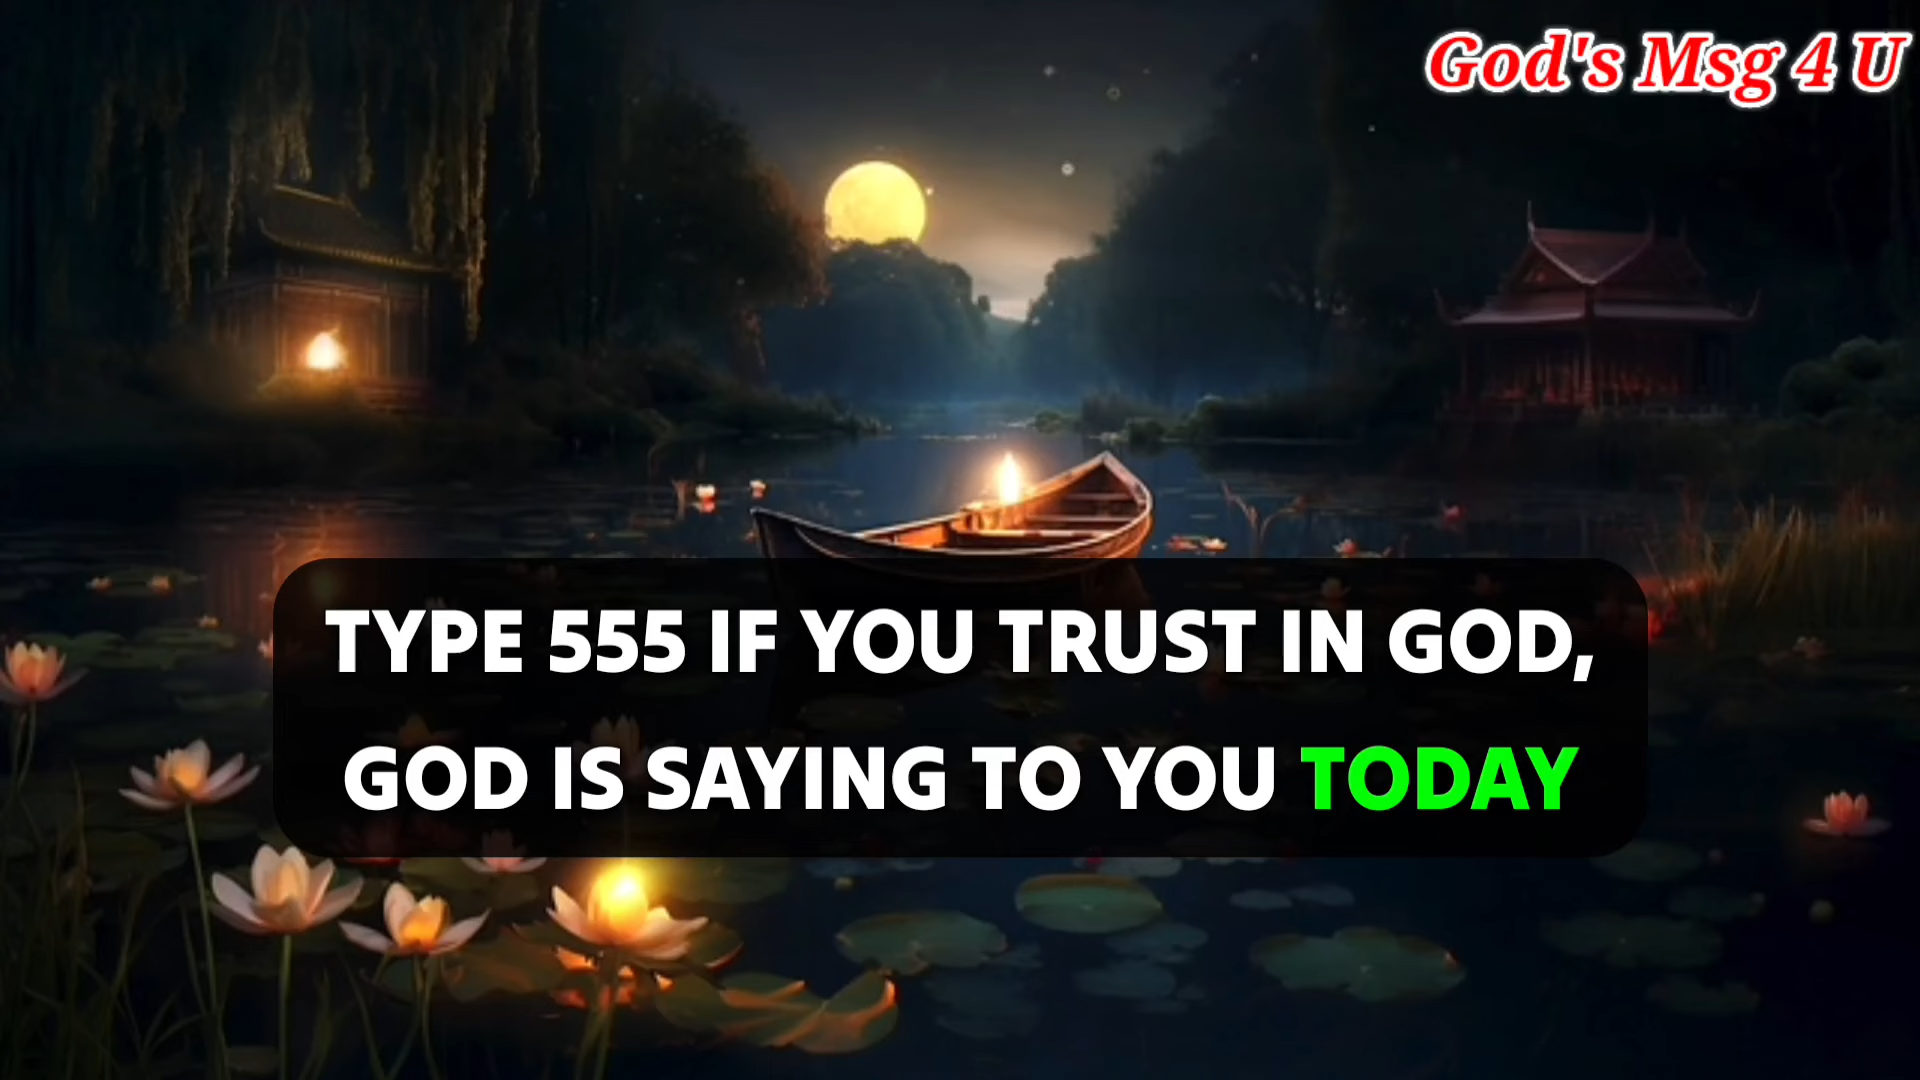 God's Msg 4 U
TYPE 555 IF YOU TRUST IN GOD,
GOD IS SAYING TO YOU TODAY